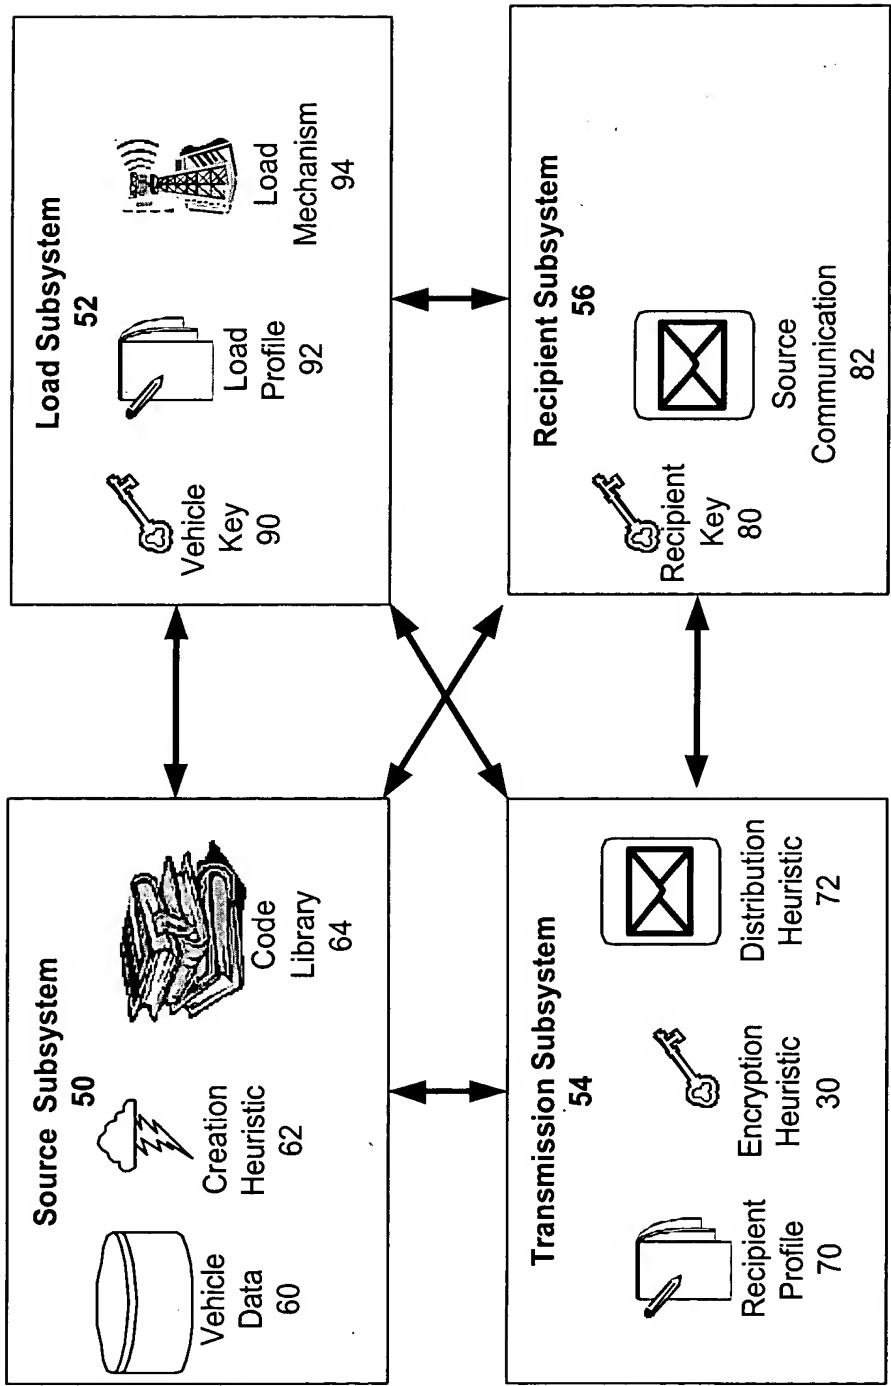 Source Subsystem
50
Vehicle
Data
60
Creation
Heuristic
62
Code
Library
64
Load Subsystem
52
Vehicle
Key
90
Load
Profile
92
Load
Mechanism
94
Transmission Subsystem
54
Recipient
Profile
70
Encryption
Heuristic
30
Distribution
Heuristic
72
Recipient Subsystem
56
Recipient
Key
80
Source
Communication
82